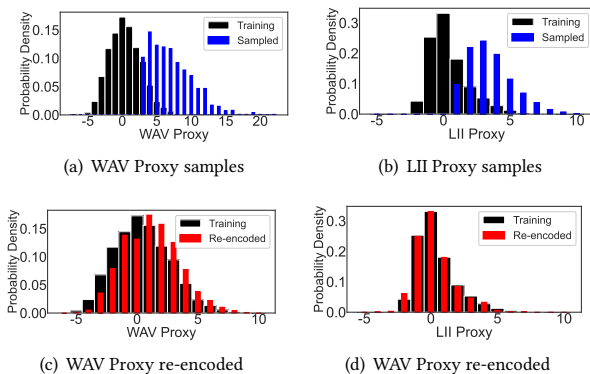 Probability Density
0.15
0.10
0.05
0.00
-5 0 5 10 15 20
WAV Proxy
Training
Sampled
(a) WAV Proxy samples
Probability Density
0.3
0.2
0.1
0.0
-5 0 5 10
LII Proxy
Training
Sampled
(b) LII Proxy samples
Probability Density
0.15
0.10
0.05
0.00
-5 0 5 10
WAV Proxy
Training
Re-encoded
(c) WAV Proxy re-encoded
Probability Density
0.3
0.2
0.1
0.0
-5 0 5 10
LII Proxy
Training
Re-encoded
(d) WAV Proxy re-encoded